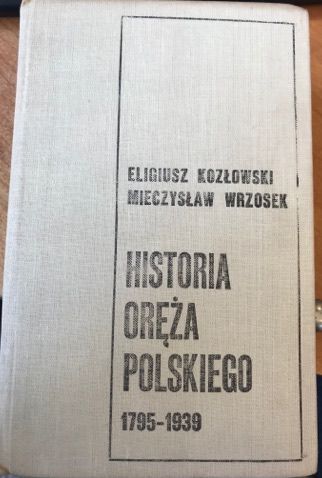 ELIGIUSZ KOZŁOWSKI
MIECZYSŁAW WRZOSEK
HISTORIA
ORĘŻA
POLSKIEGO
1795-1939